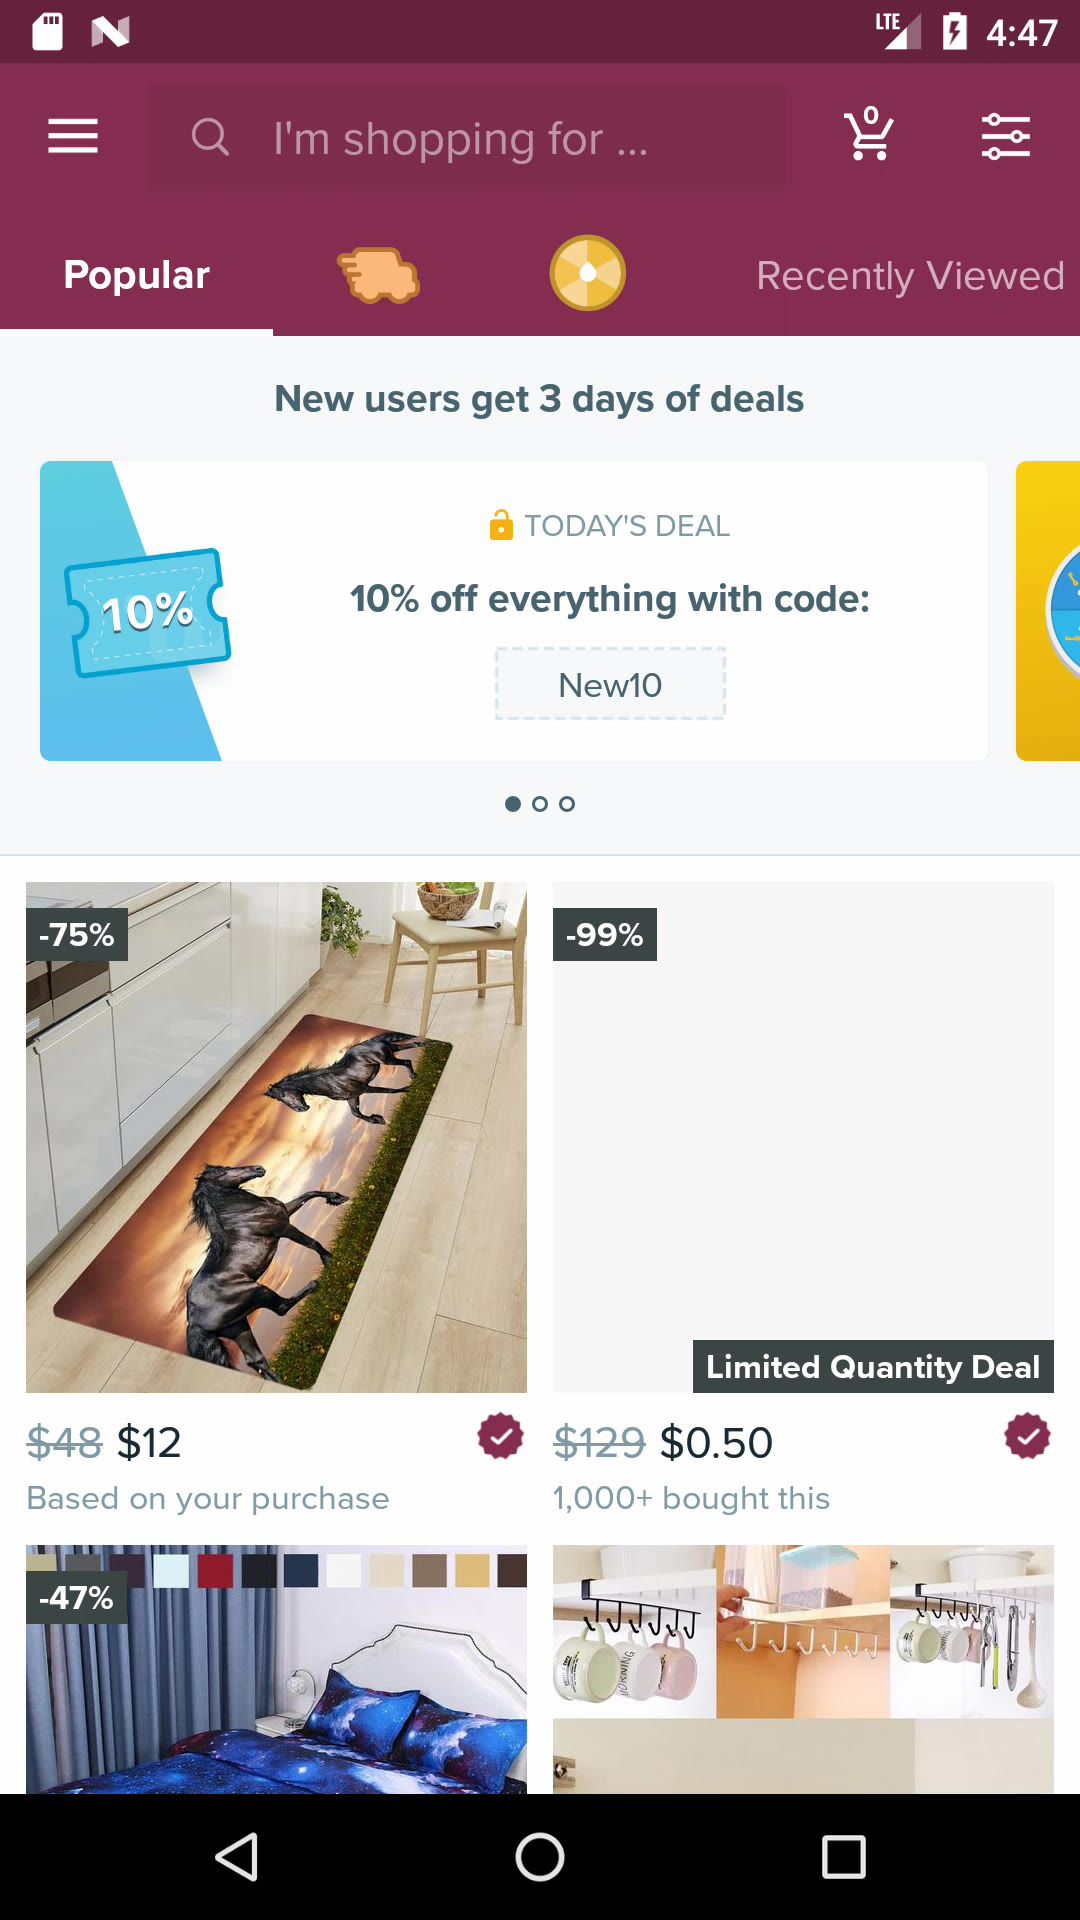 LTE 4:47
I'm shopping for ...
0
Popular
Recently Viewed
New users get 3 days of deals
10%
TODAY'S DEAL
10% off everything with code:
New10
-75%
-99%
Limited Quantity Deal
$48 $12
$129 $0.50
Based on your purchase
1,000+ bought this
-47%
MORNING